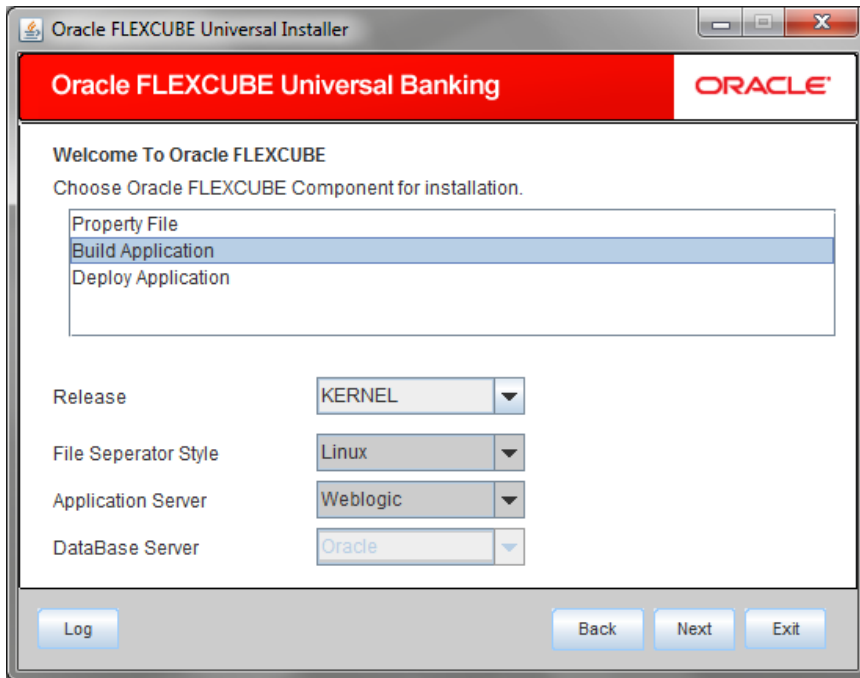 Oracle FLEXCUBE Universal Installer
Oracle FLEXCUBE Universal Banking ORACLE
Welcome To Oracle FLEXCUBE
Choose Oracle FLEXCUBE Component for installation.
Property File
Build Application
Deploy Application
Release KERNEL
File Seperator Style Linux
Application Server Weblogic
DataBase Server Oracle
Log Back Next Exit